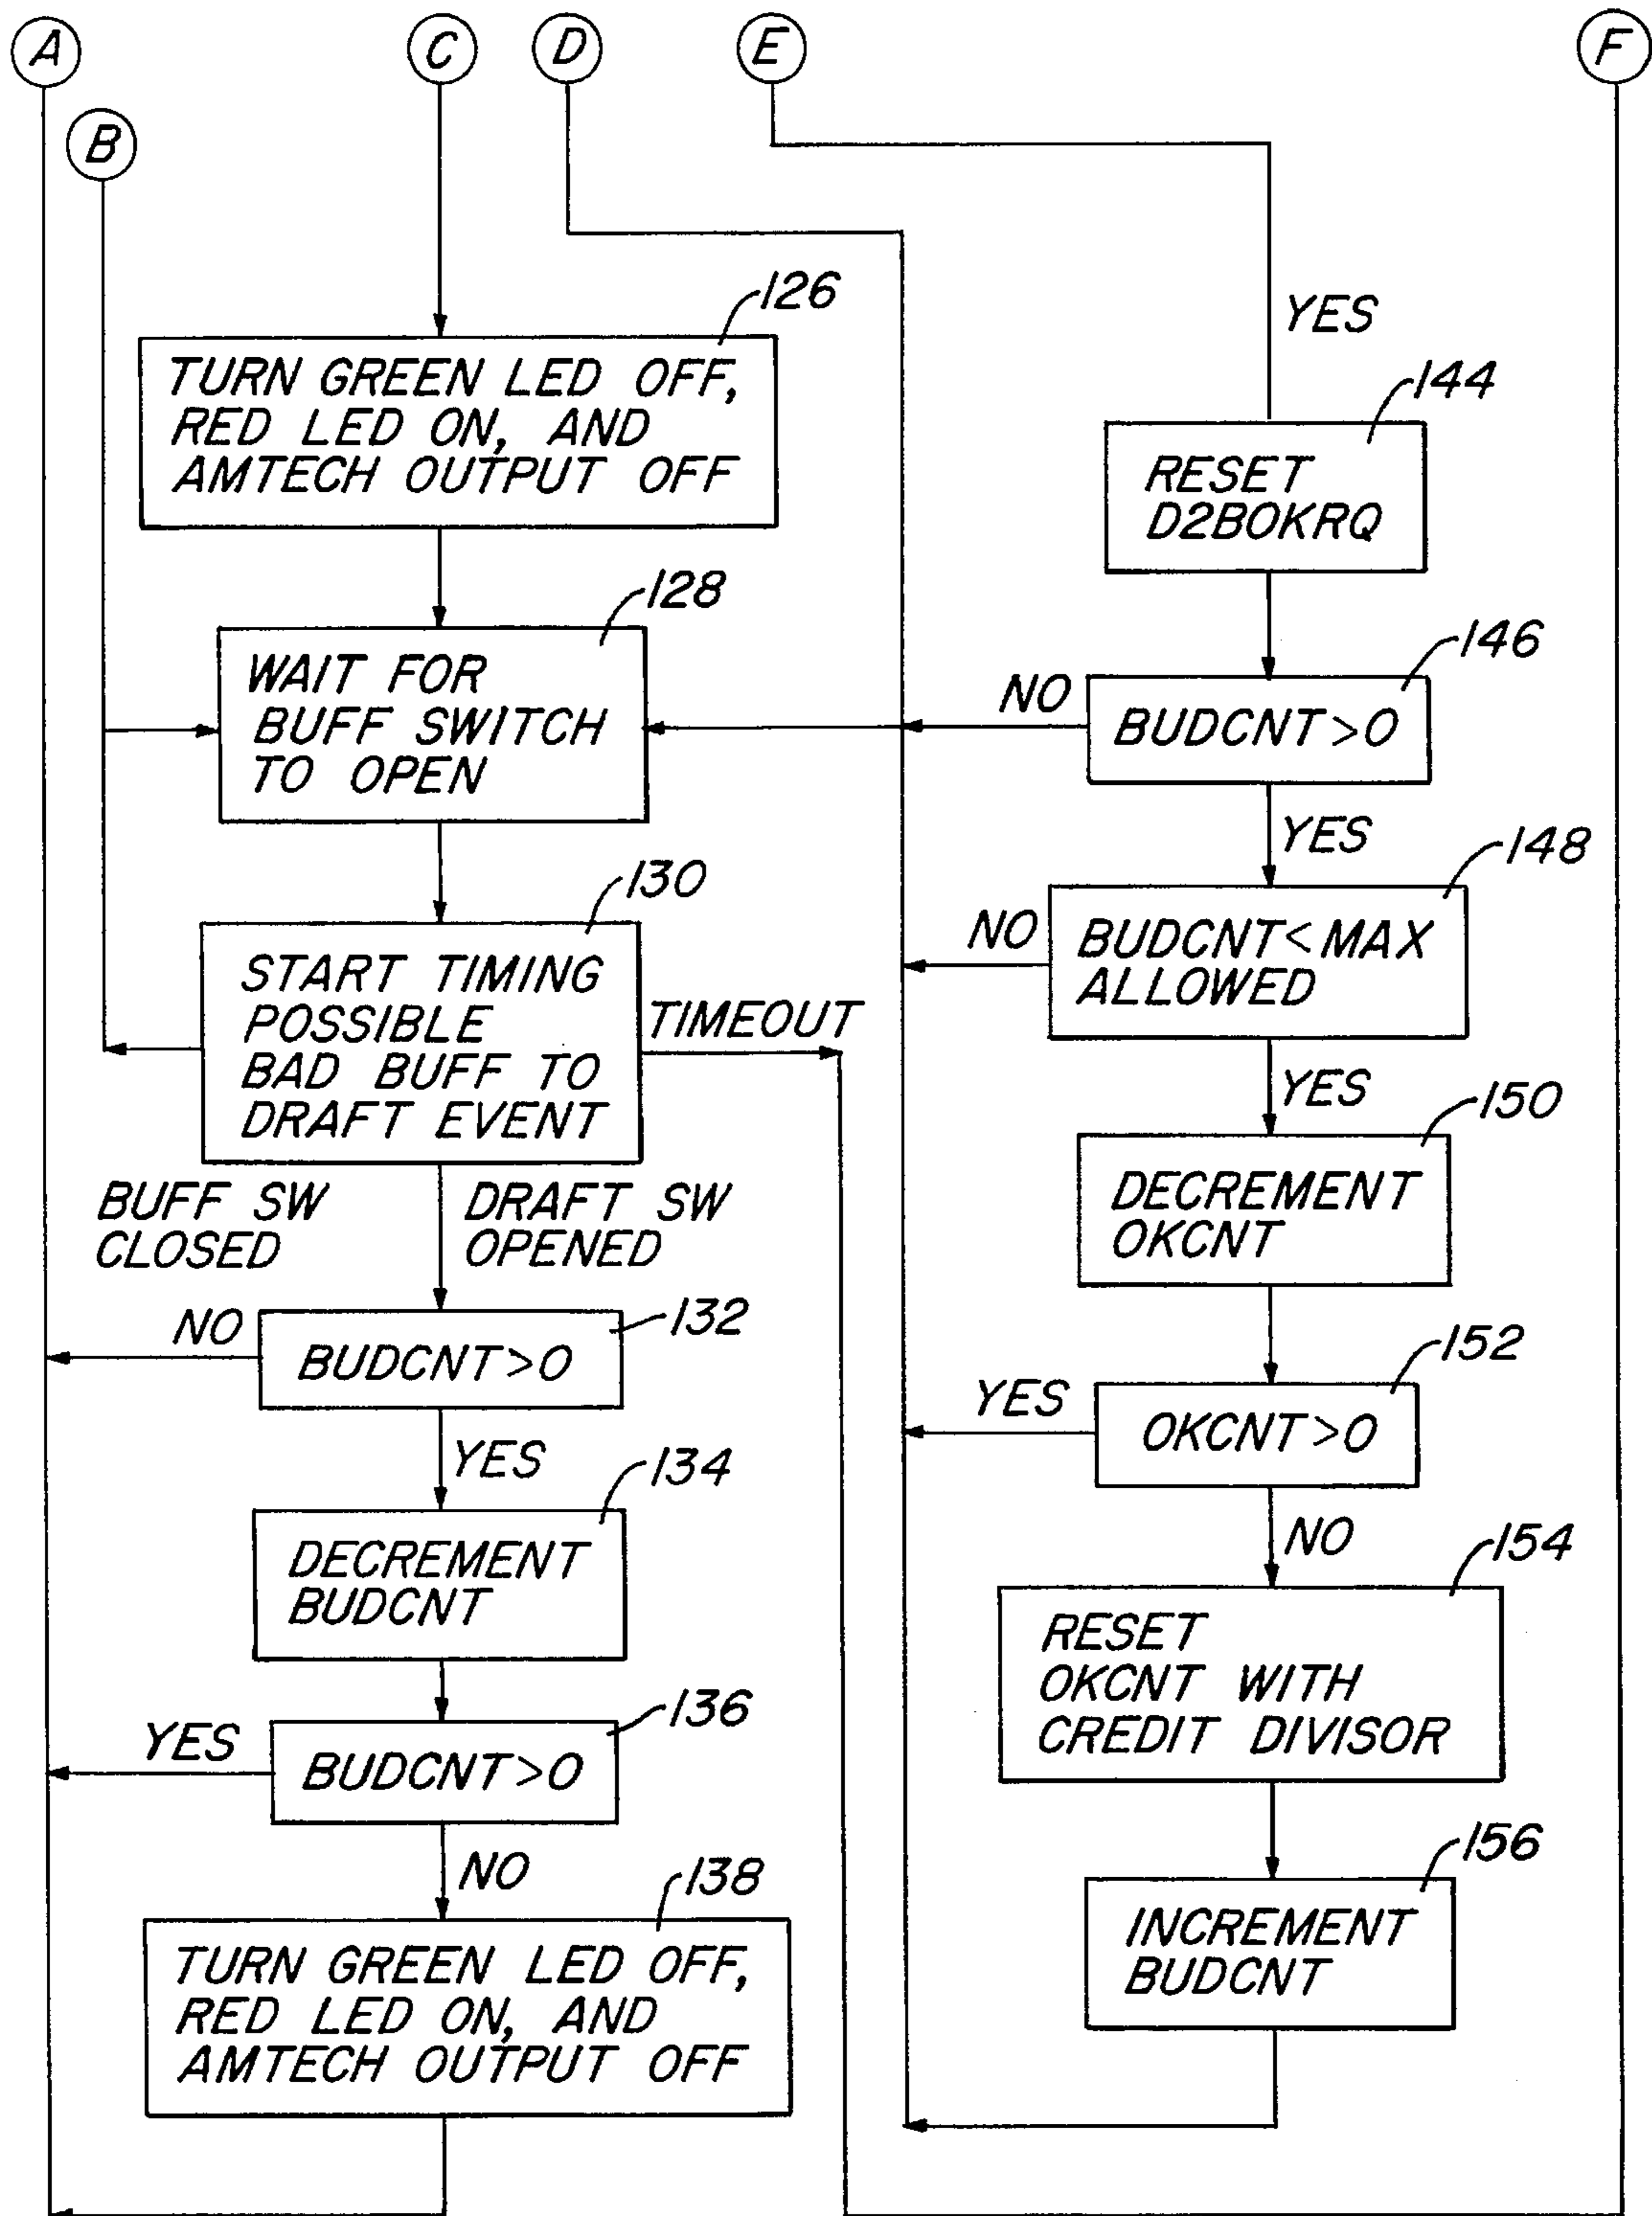 A
C
D
E
F
B
126
TURN GREEN LED OFF,
RED LED ON, AND
AMTECH OUTPUT OFF
128
WAIT FOR
BUFF SWITCH
TO OPEN
130
START TIMING
POSSIBLE
BAD BUFF TO
DRAFT EVENT
TIMEOUT
BUFF SW
CLOSED
DRAFT SW
OPENED
132
NO
BUDCNT>0
YES
134
DECREMENT
BUDCNT
136
YES
BUDCNT>0
NO
138
TURN GREEN LED OFF,
RED LED ON, AND
AMTECH OUTPUT OFF
YES
144
RESET
D2BOKRQ
146
NO
BUDCNT>0
YES
148
NO
BUDCNT<MAX
ALLOWED
YES
150
DECREMENT
OKCNT
152
YES
OKCNT>0
NO
154
RESET
OKCNT WITH
CREDIT DIVISOR
156
INCREMENT
BUDCNT